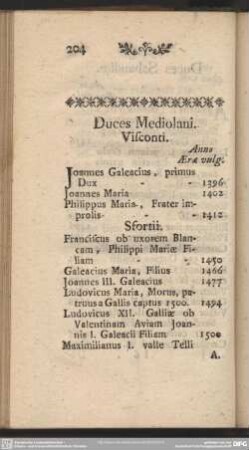 204
Duces Mediolani.
Visconti.
Anno
Æræ vulg.
Joannes Galeacius, primus
Dux - - 1396
Joannes Maria - 1402
Philippus Maria, Frater im-
prolis - - 1412
Sfortii.
Franciscus ob uxorem Blan-
cam, Philippi Mariæ Fi-
liam - - 1450
Galeacius Maria, Filius 1466
Joannes III. Galeacius 1477
Ludovicus Maria, Morus, pa-
truus a Gallis captus 1500. 1494
Ludovicus XII. Galliæ ob
Valentinam Aviam Joan-
nis I. Galeacii Filiam 1500
Maximilianus I. valle Telli
A.